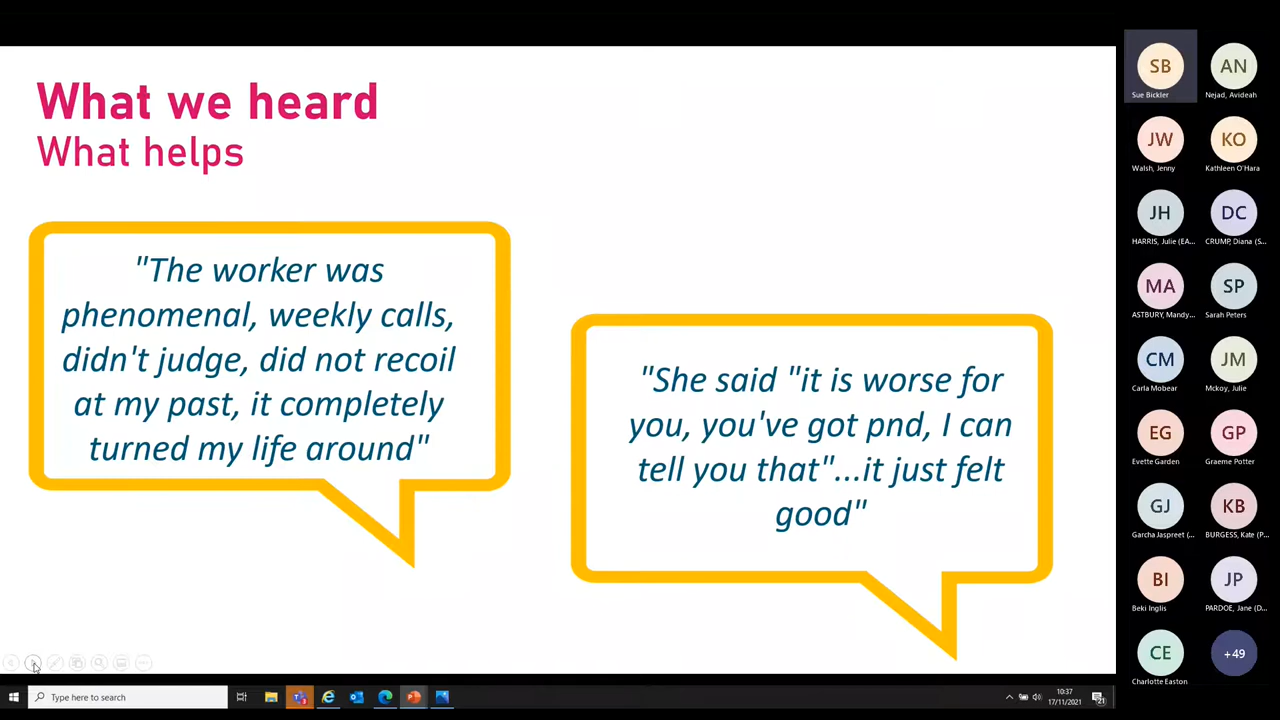 What we heard
What helps
"The worker was
phenomenal, weekly calls,
didn't judge, did not recoil
at my past, it completely
turned my life around"
"She said "it is worse for
you, you've got pnd, I can
tell you that"...it just felt
good"
SB
Sue Bickler
AN
Nejad, Avideah
JW
Walsh, Jenny
KO
Kathleen O'Hara
JH
HARRIS, Julie (EA...
DC
CRUMP, Diana (S...
MA
ASTBURY, Mandy...
SP
Sarah Peters
CM
Carla Mobear
JM
Mckoy, Julie
EG
Evette Garden
GP
Graeme Potter
GJ
Garcha Jaspreet (...
KB
BURGESS, Kate (P...
BI
Beki Inglis
JP
PARDOE, Jane (D...
CE
Charlotte Easton
+49
Type here to search
10:37
17/11/2021
21